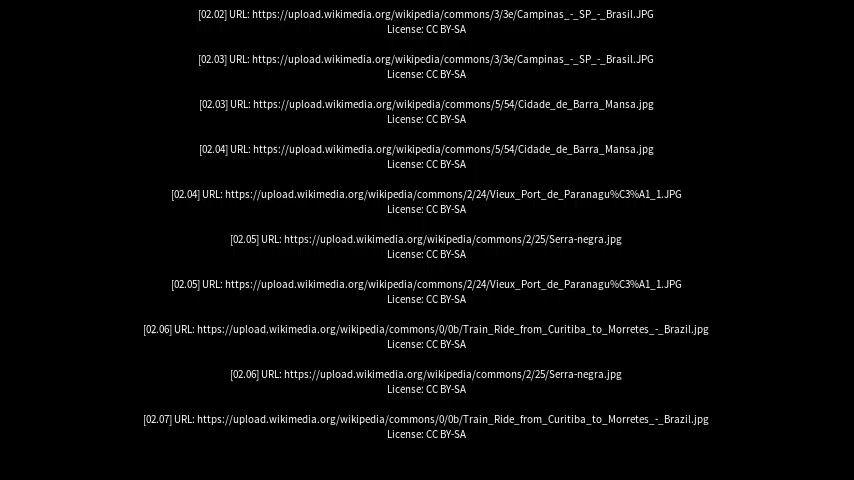 [02.02] URL: https://upload.wikimedia.org/wikipedia/commons/3/3e/Campinas_-_SP_-_Brasil.JPG
License: CC BY-SA
[02.03] URL: https://upload.wikimedia.org/wikipedia/commons/3/3e/Campinas_-_SP_-_Brasil.JPG
License: CC BY-SA
[02.03] URL: https://upload.wikimedia.org/wikipedia/commons/5/54/Cidade_de_Barra_Mansa.jpg
License: CC BY-SA
[02.04] URL: https://upload.wikimedia.org/wikipedia/commons/5/54/Cidade_de_Barra_Mansa.jpg
License: CC BY-SA
[02.04] URL: https://upload.wikimedia.org/wikipedia/commons/2/24/Vieux_Port_de_Paranagu%C3%A1_1.JPG
License: CC BY-SA
[02.05] URL: https://upload.wikimedia.org/wikipedia/commons/2/25/Serra-negra.jpg
License: CC BY-SA
[02.05] URL: https://upload.wikimedia.org/wikipedia/commons/2/24/Vieux_Port_de_Paranagu%C3%A1_1.JPG
License: CC BY-SA
[02.06] URL: https://upload.wikimedia.org/wikipedia/commons/0/0b/Train_Ride_from_Curitiba_to_Morretes_-_Brazil.jpg
License: CC BY-SA
[02.06] URL: https://upload.wikimedia.org/wikipedia/commons/2/25/Serra-negra.jpg
License: CC BY-SA
[02.07] URL: https://upload.wikimedia.org/wikipedia/commons/0/0b/Train_Ride_from_Curitiba_to_Morretes_-_Brazil.jpg
License: CC BY-SA